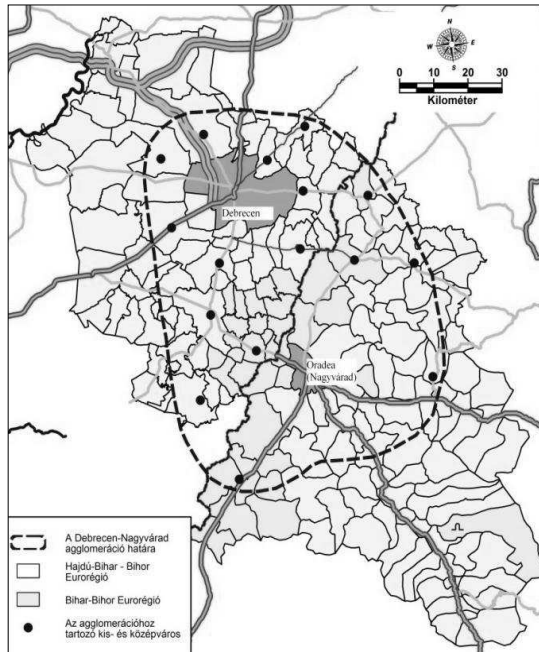 N
W E
S
0 10 20 30
Kilométer
Debrecen
Oradea
(Nagyvárad)
A Debrecen-Nagyvárad
agglomeráció határa
Hajdú-Bihar - Bihor
Eurorégió
Bihar-Bihor Eurorégió
Az agglomerációhoz
tartozó kis- és középváros